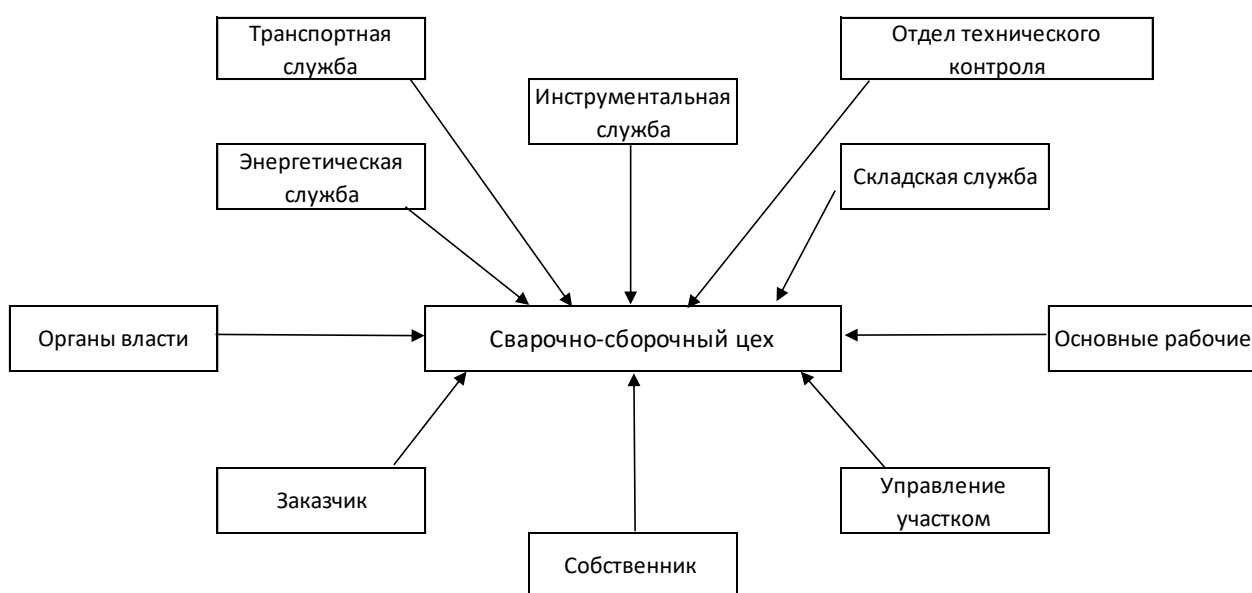 Транспортная
служба
Отдел технического
контроля
Инструментальная
служба
Энергетическая
служба
Складская служба
Органы власти
Сварочно-сборочный цех
Основные рабочие
Заказчик
Управление
участком
Собственник